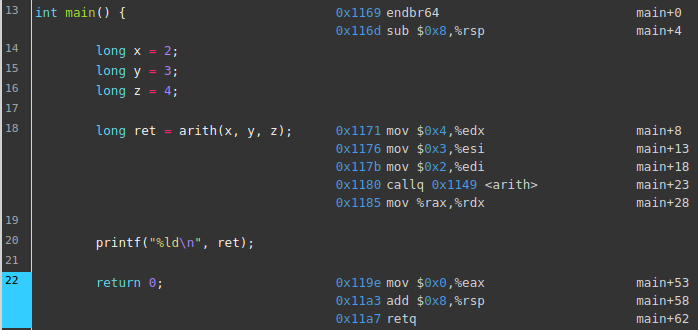 13 int main() { 0x1169 endbr64 main+0
0x116d sub $0x8,%rsp main+4
14 long x = 2;
15 long y = 3;
16 long z = 4;
17
18 long ret = arith(x, y, z); 0x1171 mov $0x4,%edx main+8
0x1176 mov $0x3,%esi main+13
0x117b mov $0x2,%edi main+18
0x1180 callq 0x1149 <arith> main+23
0x1185 mov %rax,%rdx main+28
19
20 printf("%ld\n", ret);
21
22 return 0; 0x119e mov $0x0,%eax main+53
0x11a3 add $0x8,%rsp main+58
0x11a7 retq main+62